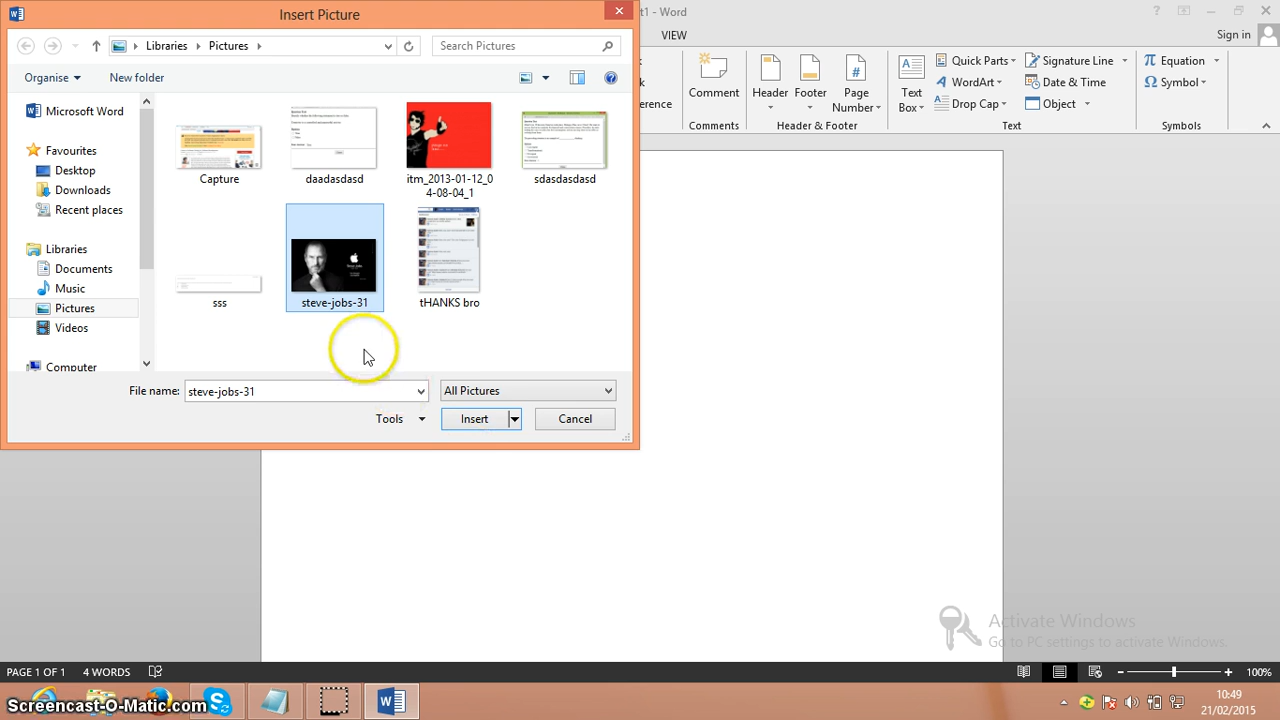 Insert Picture
t1 - Word
Libraries
Pictures
Search Pictures
VIEW
Sign in
Organise
New folder
Microsoft Word
Favourites
Desktop
Downloads
Recent places
Libraries
Documents
Music
Pictures
Videos
Computer
Capture
daadasdasd
itm_2013-01-12_0
4-08-04_1
sdasdasdasd
sss
steve-jobs-31
tHANKS bro
File name:
steve-jobs-31
All Pictures
Tools
Insert
Cancel
Comment
Header
Footer
Page
Number
Text
Box
Quick Parts
WordArt
Drop Cap
Signature Line
Date & Time
Object
Equation
Symbol
Symbols
Activate Windows
Go to PC settings to activate Windows.
PAGE 1 OF 1
4 WORDS
100%
Screencast-O-Matic.com
10:49
21/02/2015